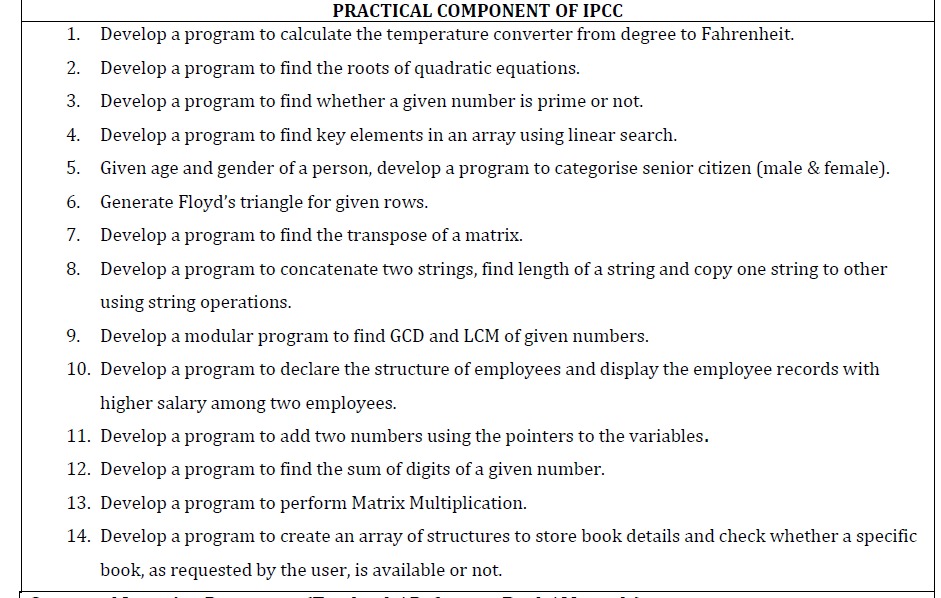 PRACTICAL COMPONENT OF IPCC
1. Develop a program to calculate the temperature converter from degree to Fahrenheit.
2. Develop a program to find the roots of quadratic equations.
3. Develop a program to find whether a given number is prime or not.
4. Develop a program to find key elements in an array using linear search.
5. Given age and gender of a person, develop a program to categorise senior citizen (male & female).
6. Generate Floyd’s triangle for given rows.
7. Develop a program to find the transpose of a matrix.
8. Develop a program to concatenate two strings, find length of a string and copy one string to other
using string operations.
9. Develop a modular program to find GCD and LCM of given numbers.
10. Develop a program to declare the structure of employees and display the employee records with
higher salary among two employees.
11. Develop a program to add two numbers using the pointers to the variables.
12. Develop a program to find the sum of digits of a given number.
13. Develop a program to perform Matrix Multiplication.
14. Develop a program to create an array of structures to store book details and check whether a specific
book, as requested by the user, is available or not.